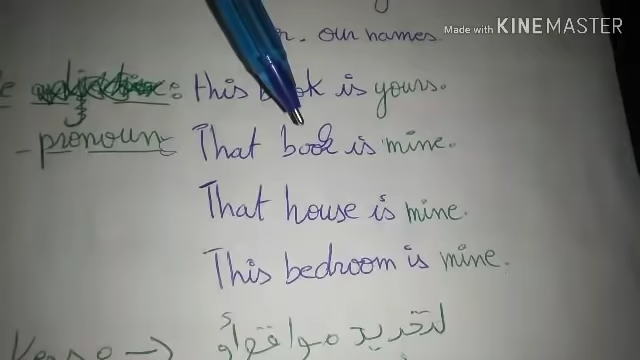 our names
Made with KINEMASTER
: this book is yours.
- pronoun That book is mine.
That house is mine.
This bedroom is mine.
لتحديد